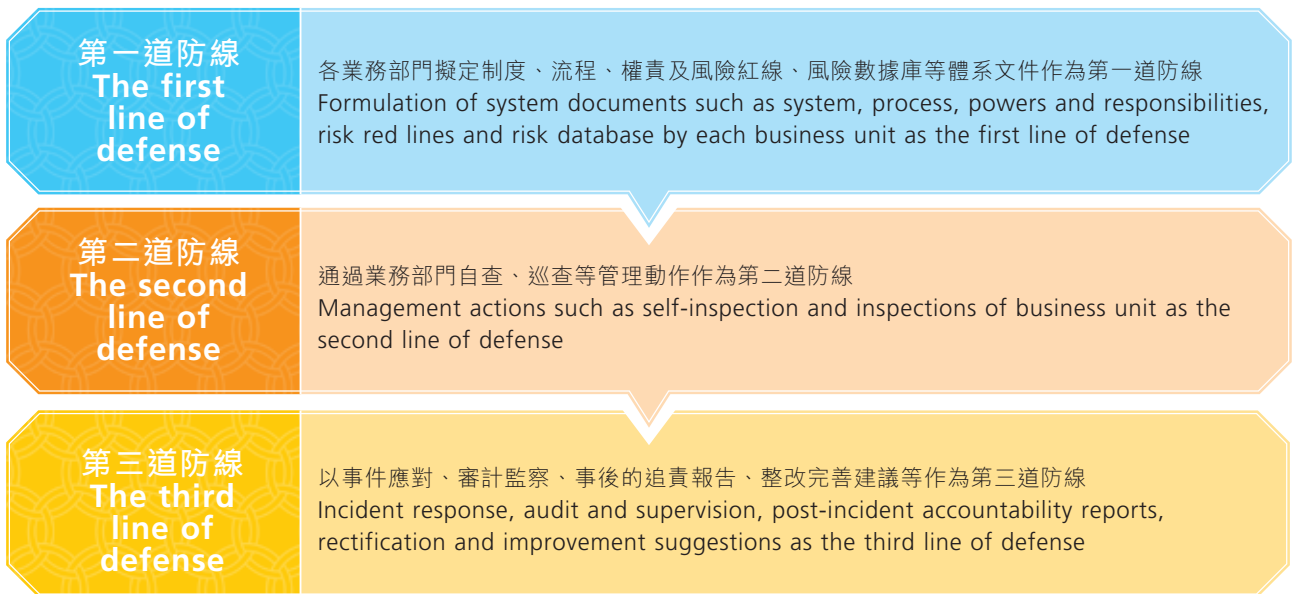 第一道防線
The first
line of
defense
各業務部門擬定制度、流程、權責及風險紅線、風險數據庫等體系文件作為第一道防線
Formulation of system documents such as system, process, powers and responsibilities,
risk red lines and risk database by each business unit as the first line of defense
第二道防線
The second
line of
defense
通過業務部門自查、巡查等管理動作作為第二道防線
Management actions such as self-inspection and inspections of business unit as the
second line of defense
第三道防線
The third
line of
defense
以事件應對、審計監察、事後的追責報告、整改完善建議等作為第三道防線
Incident response, audit and supervision, post-incident accountability reports,
rectification and improvement suggestions as the third line of defense